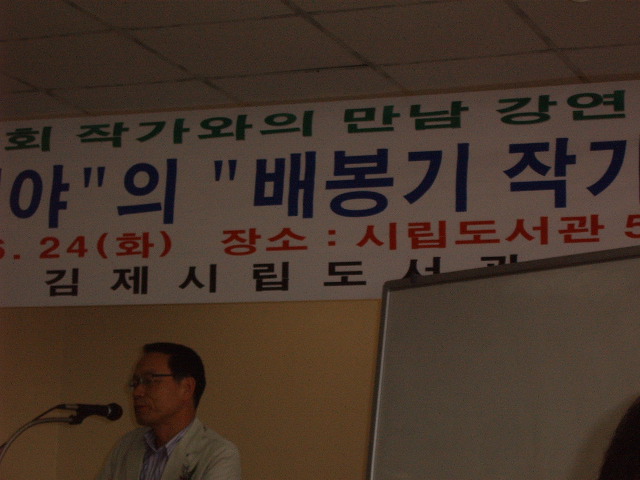 회 작가와의 만남 강연
야"의 "배봉기 작가
6. 24(화) 장소 : 시립도서관 5
김제시립도서관